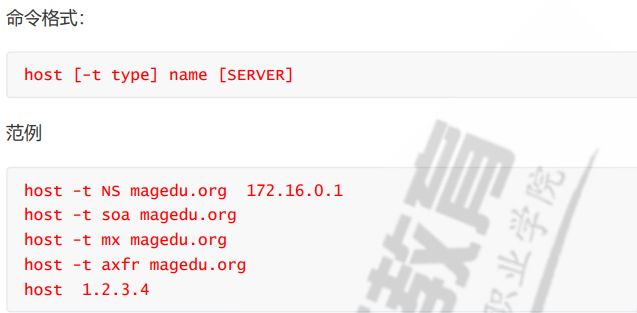 命令格式：
host [-t type] name [SERVER]
范例
host -t NS magedu.org  172.16.0.1
host -t soa magedu.org
host -t mx magedu.org
host -t axfr magedu.org
host  1.2.3.4
教育
职业学院